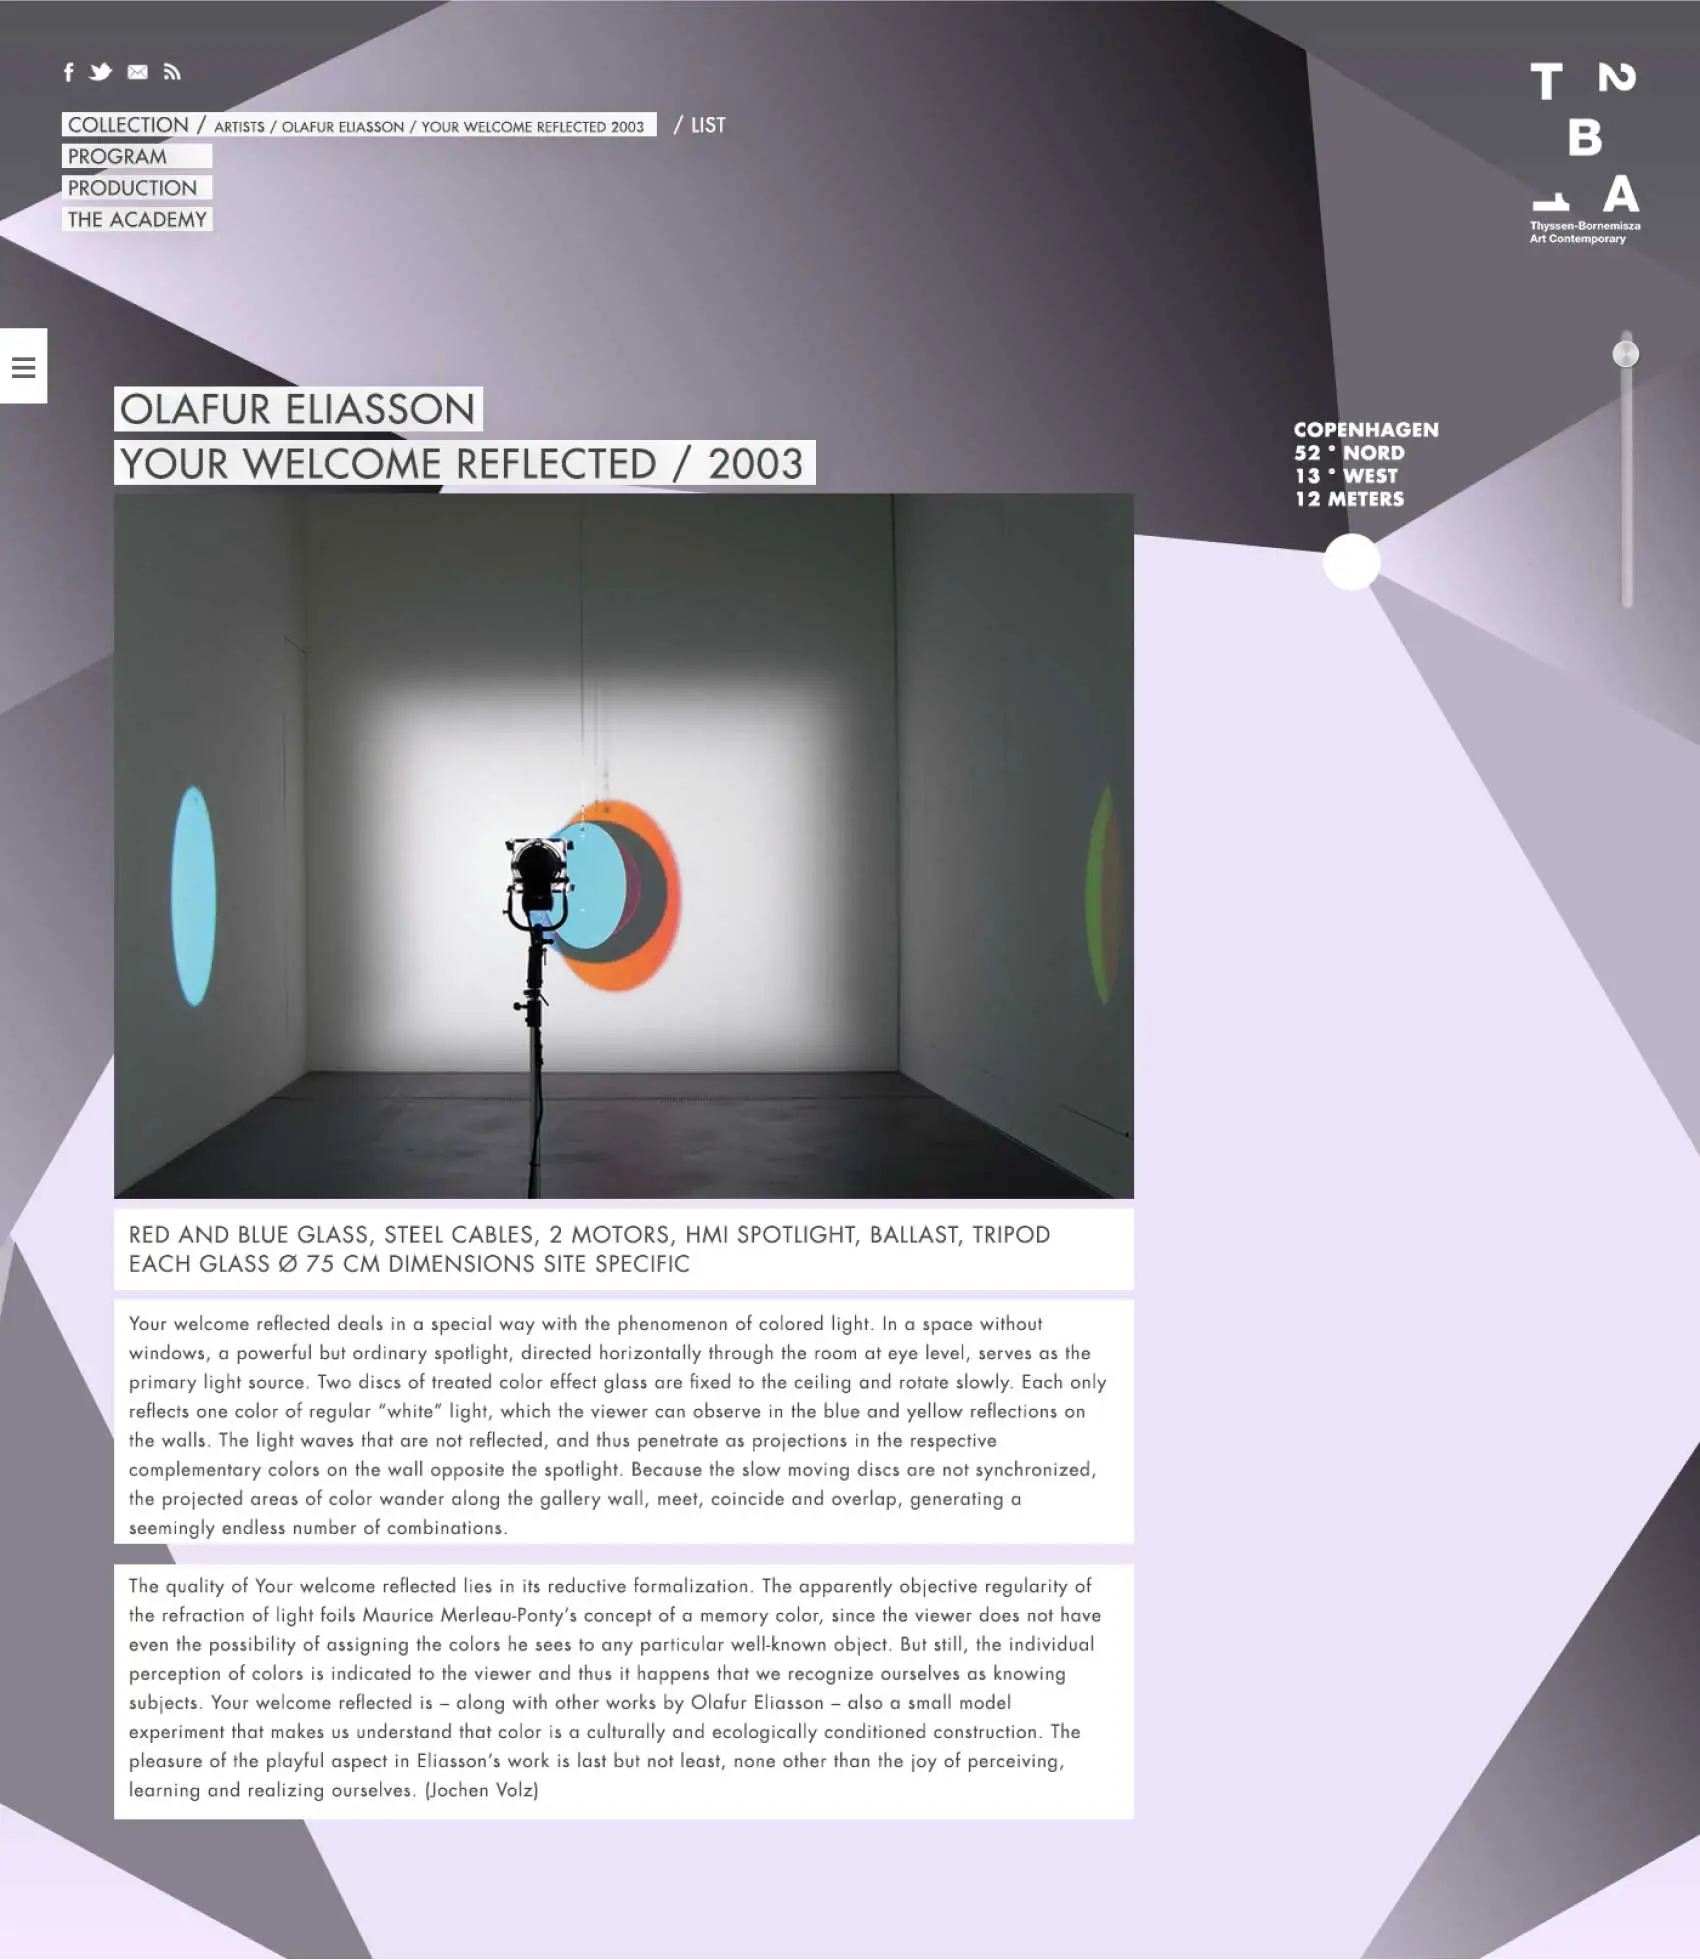 COLLECTION / ARTISTS / OLAFUR ELIASSON / YOUR WELCOME REFLECTED 2003 / LIST
PROGRAM
PRODUCTION
THE ACADEMY
T 2
B
1 A
Thyssen-Bornemisza
Art Contemporary
OLAFUR ELIASSON
YOUR WELCOME REFLECTED / 2003
COPENHAGEN
52 ° NORD
13 ° WEST
12 METERS
RED AND BLUE GLASS, STEEL CABLES, 2 MOTORS, HMI SPOTLIGHT, BALLAST, TRIPOD
EACH GLASS Ø 75 CM DIMENSIONS SITE SPECIFIC
Your welcome reflected deals in a special way with the phenomenon of colored light. In a space without
windows, a powerful but ordinary spotlight, directed horizontally through the room at eye level, serves as the
primary light source. Two discs of treated color effect glass are fixed to the ceiling and rotate slowly. Each only
reflects one color of regular “white” light, which the viewer can observe in the blue and yellow reflections on
the walls. The light waves that are not reflected, and thus penetrate as projections in the respective
complementary colors on the wall opposite the spotlight. Because the slow moving discs are not synchronized,
the projected areas of color wander along the gallery wall, meet, coincide and overlap, generating a
seemingly endless number of combinations.
The quality of Your welcome reflected lies in its reductive formalization. The apparently objective regularity of
the refraction of light foils Maurice Merleau-Ponty’s concept of a memory color, since the viewer does not have
even the possibility of assigning the colors he sees to any particular well-known object. But still, the individual
perception of colors is indicated to the viewer and thus it happens that we recognize ourselves as knowing
subjects. Your welcome reflected is – along with other works by Olafur Eliasson – also a small model
experiment that makes us understand that color is a culturally and ecologically conditioned construction. The
pleasure of the playful aspect in Eliasson’s work is last but not least, none other than the joy of perceiving,
learning and realizing ourselves. (Jochen Volz)